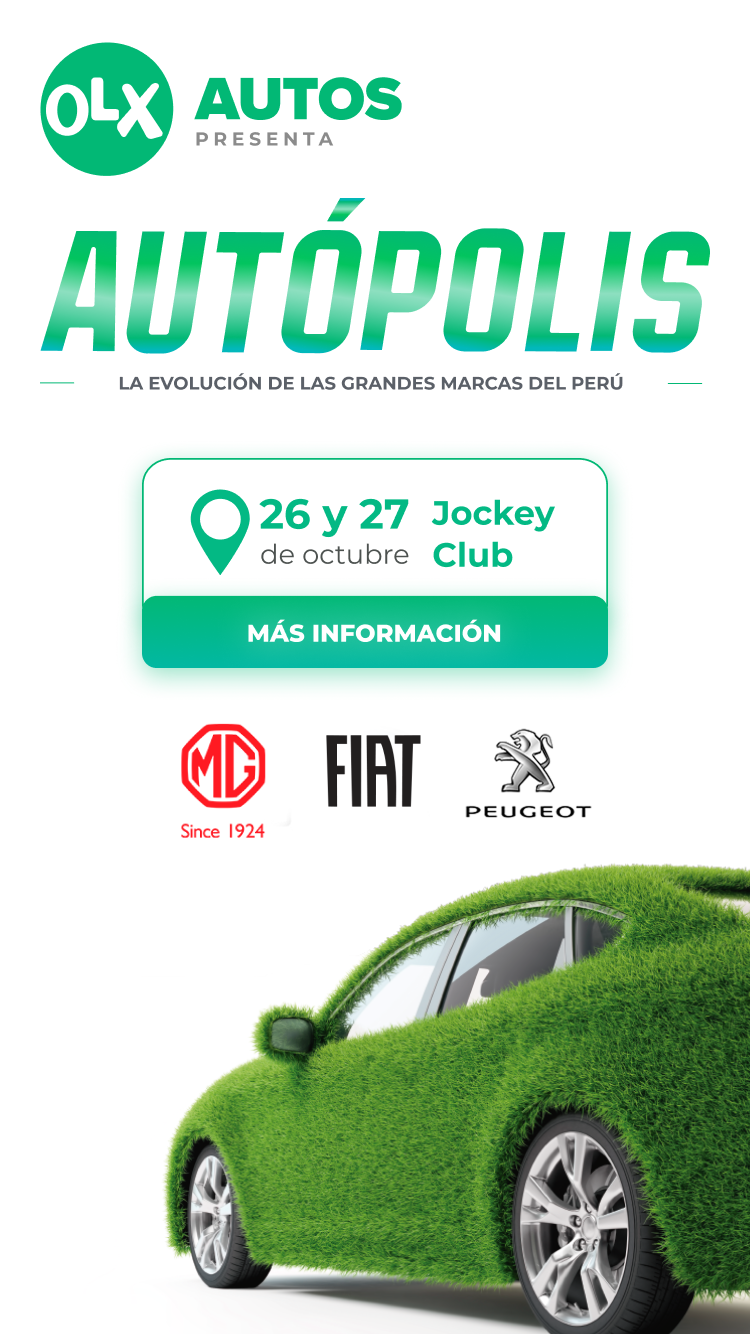 OLX AUTOS
PRESENTA
AUTÓPOLIS
LA EVOLUCIÓN DE LAS GRANDES MARCAS DEL PERÚ
26 y 27 Jockey
de octubre Club
MÁS INFORMACIÓN
MG FIAT
PEUGEOT
Since 1924